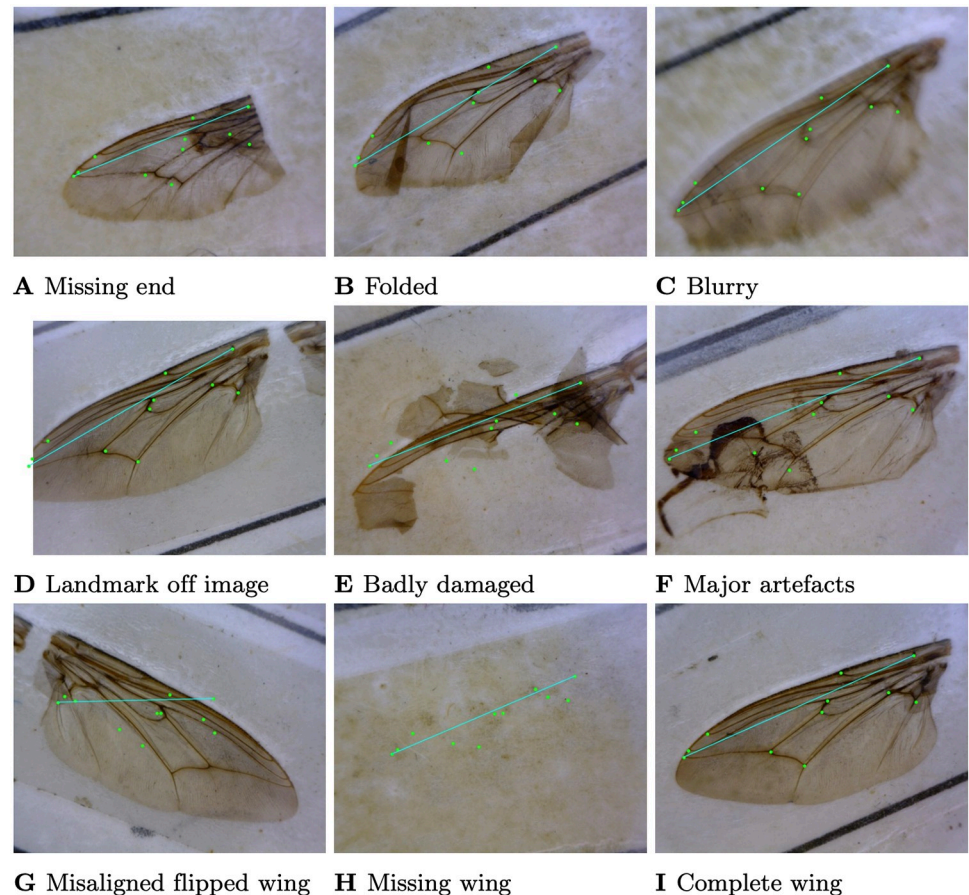 A Missing end
B Folded
C Blurry
D Landmark off image
E Badly damaged
F Major artefacts
G Misaligned flipped wing
H Missing wing
I Complete wing